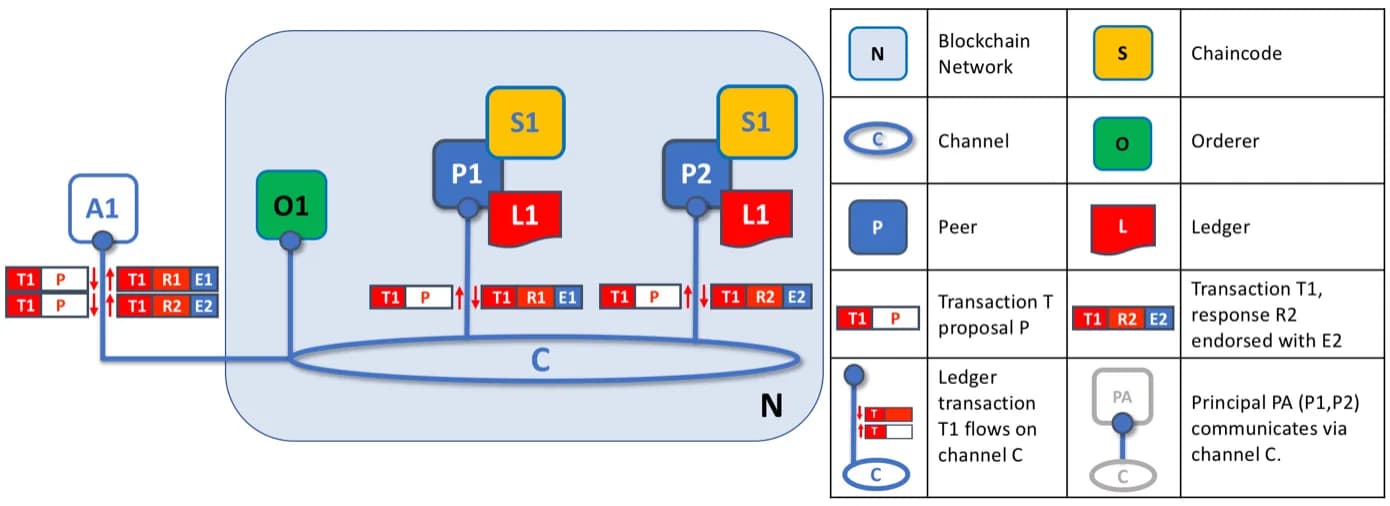 S1
S1
P1
P2
A1
O1
L1
L1
T1 P
T1 R1 E1
T1 P
T1 R2 E2
T1 P
T1 R1 E1
T1 P
T1 R2 E2
C
N
N
Blockchain
Network
S
Chaincode
C
Channel
O
Orderer
P
Peer
L
Ledger
T1 P
Transaction T
proposal P
T1 R2 E2
Transaction T1,
response R2
endorsed with E2
T
T
C
Ledger
transaction
T1 flows on
channel C
PA
C
Principal PA (P1,P2)
communicates via
channel C.